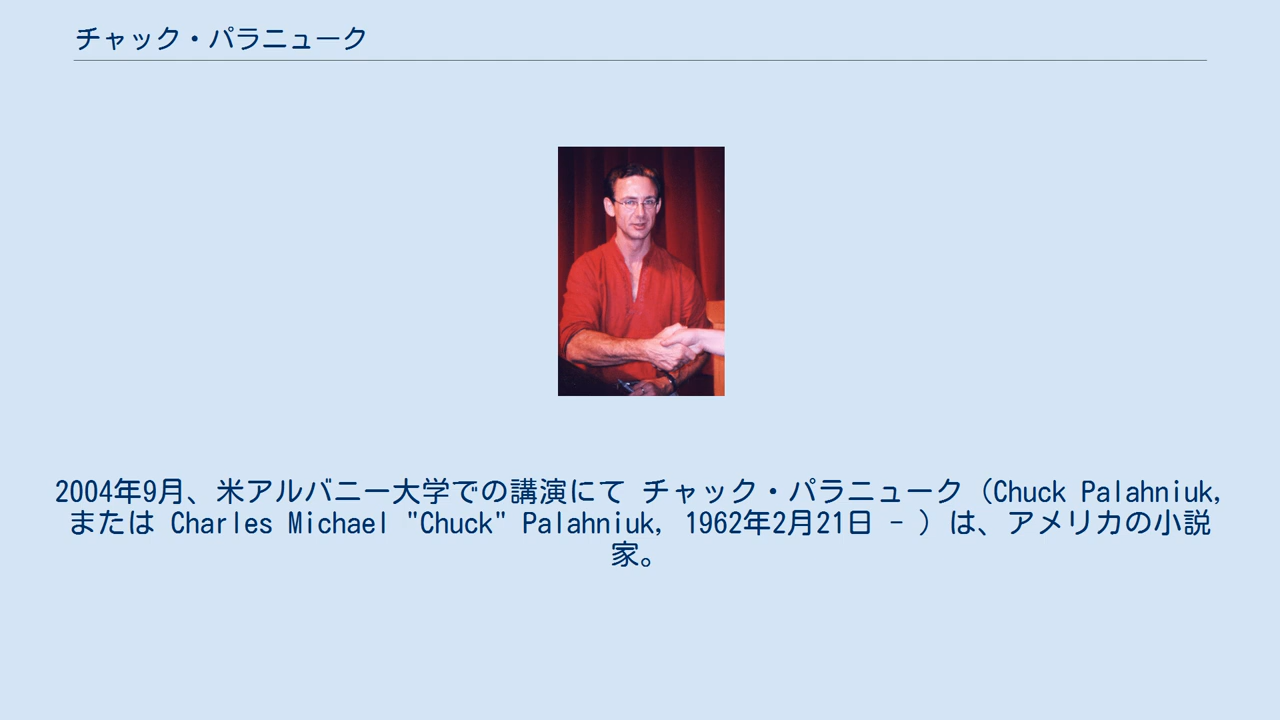 チャック・パラニューク
2004年9月、米アルバニー大学での講演にて チャック・パラニューク（Chuck Palahniuk,
または Charles Michael "Chuck" Palahniuk, 1962年2月21日 - ）は、アメリカの小説
家。